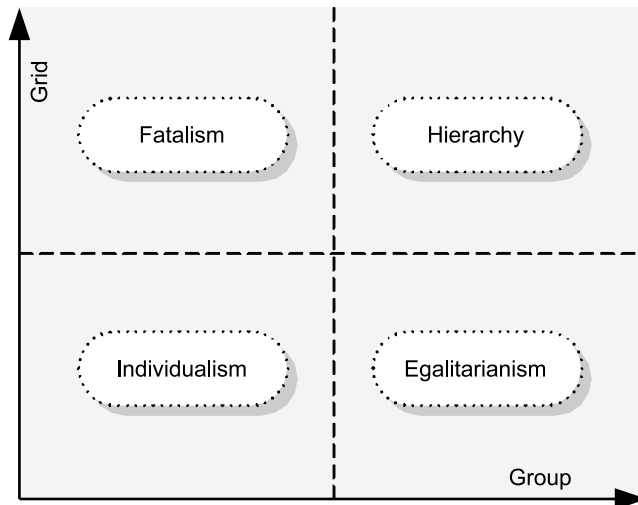 Grid
Fatalism
Hierarchy
Individualism
Egalitarianism
Group